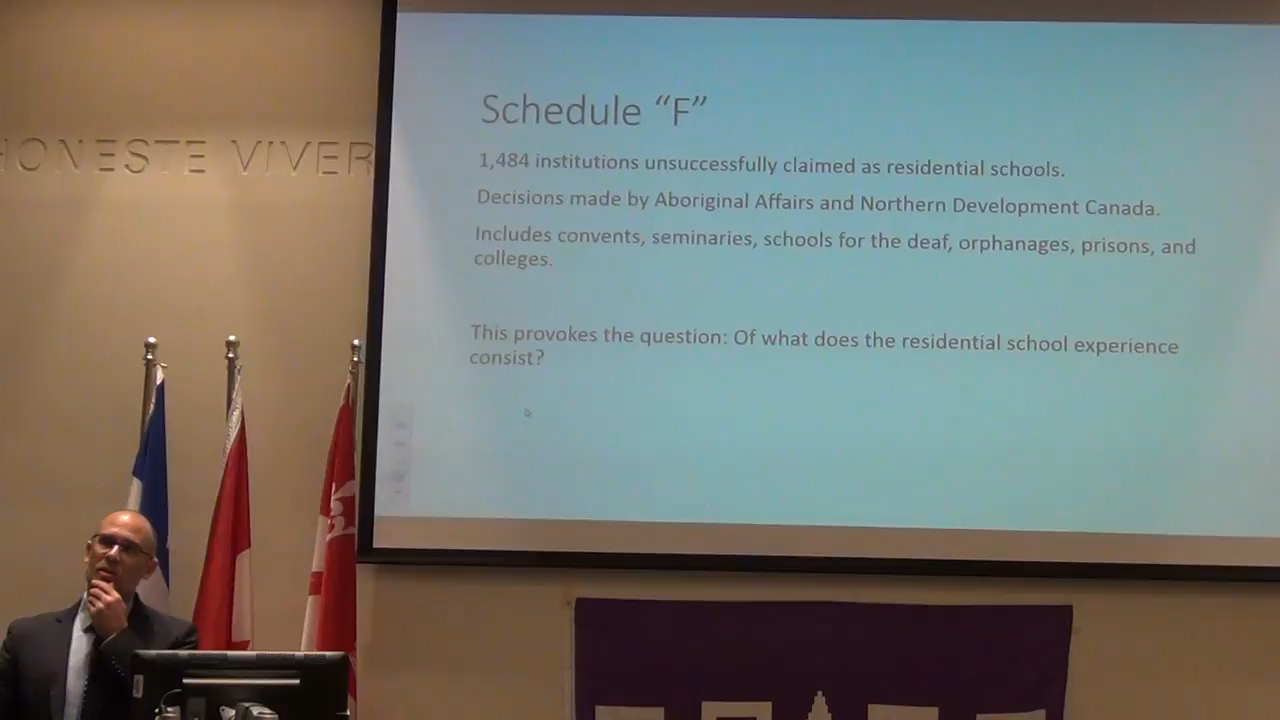 HONESTE VIVER
Schedule “F”
1,484 institutions unsuccessfully claimed as residential schools.
Decisions made by Aboriginal Affairs and Northern Development Canada.
Includes convents, seminaries, schools for the deaf, orphanages, prisons, and
colleges.
This provokes the question: Of what does the residential school experience
consist?